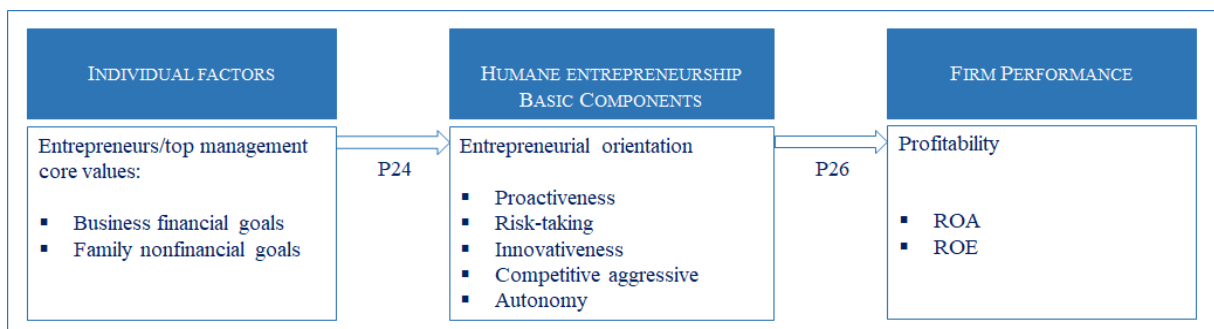 INDIVIDUAL FACTORS
Entrepreneurs/top management
core values:
▪ Business financial goals
▪ Family nonfinancial goals
P24
HUMANE ENTREPRENEURSHIP
BASIC COMPONENTS
Entrepreneurial orientation
▪ Proactiveness
▪ Risk-taking
▪ Innovativeness
▪ Competitive aggressive
▪ Autonomy
P26
FIRM PERFORMANCE
Profitability
▪ ROA
▪ ROE